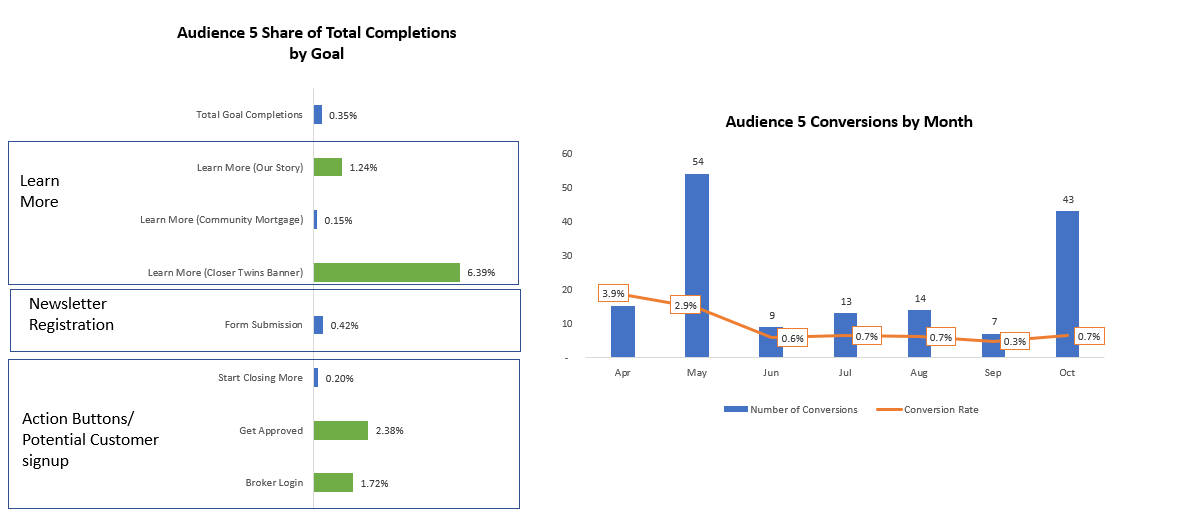 Audience 5 Share of Total Completions
by Goal
Total Goal Completions
0.35%
Learn
More
Learn More (Our Story)
1.24%
Learn More (Community Mortgage)
0.15%
Learn More (Closer Twins Banner)
6.39%
Newsletter
Registration
Form Submission
0.42%
Start Closing More
0.20%
Action Buttons/
Potential Customer
signup
Get Approved
2.38%
Broker Login
1.72%
Audience 5 Conversions by Month
60
50
40
30
20
10
-
54
43
9
13
14
7
3.9%
2.9%
0.6%
0.7%
0.7%
0.3%
0.7%
Apr
May
Jun
Jul
Aug
Sep
Oct
Number of Conversions
Conversion Rate